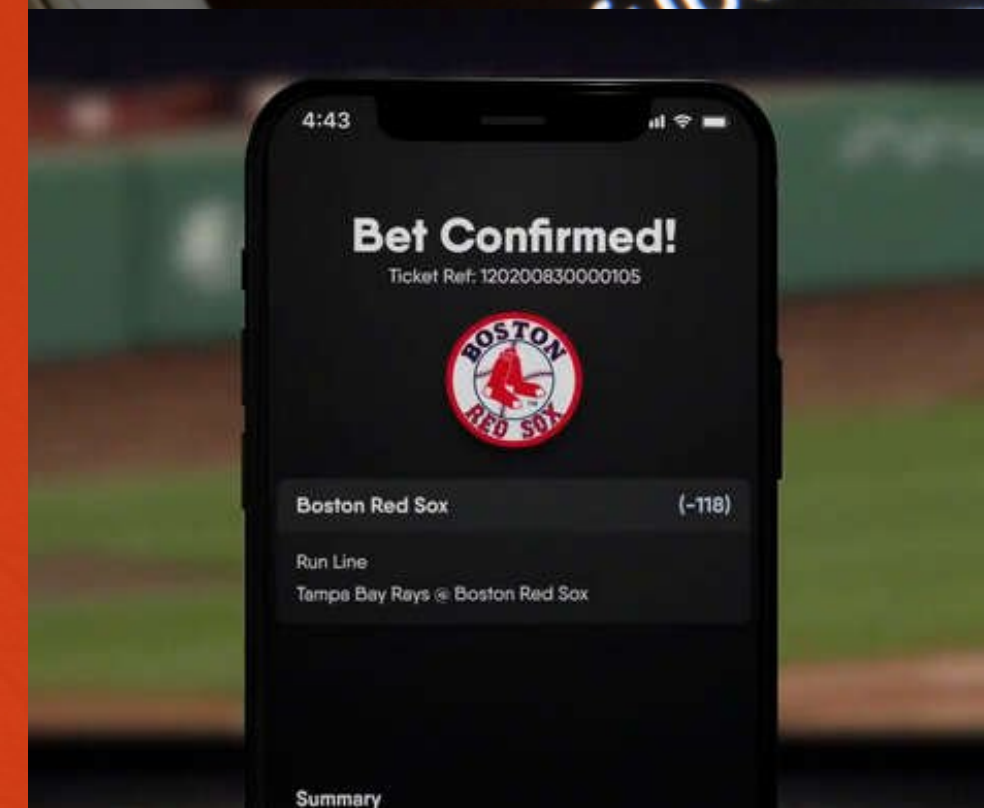 4:43
Bet Confirmed!
Ticket Ref: 120200830000105
BOSTON
RED SOX
Boston Red Sox (-118)
Run Line
Tampa Bay Rays @ Boston Red Sox
Summary